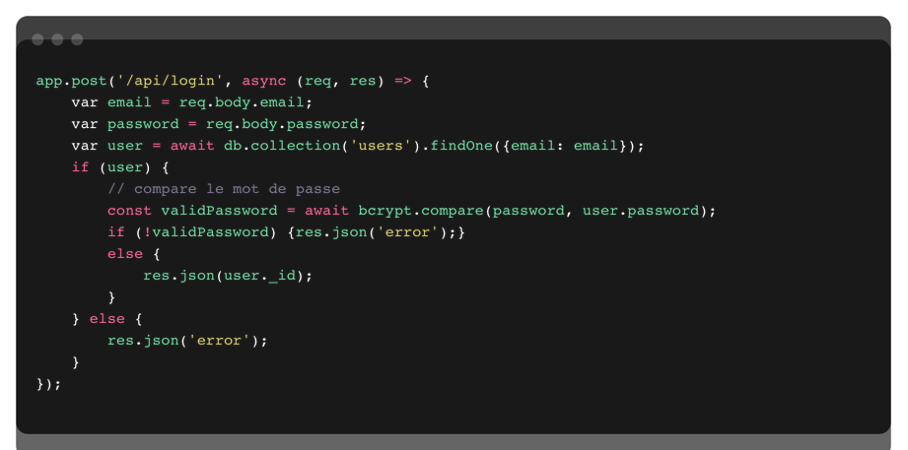 app.post('/api/login', async (req, res) => {
    var email = req.body.email;
    var password = req.body.password;
    var user = await db.collection('users').findOne({email: email});
    if (user) {
        // compare le mot de passe
        const validPassword = await bcrypt.compare(password, user.password);
        if (!validPassword) {res.json('error');}
        else {
            res.json(user._id);
        }
    } else {
        res.json('error');
    }
});